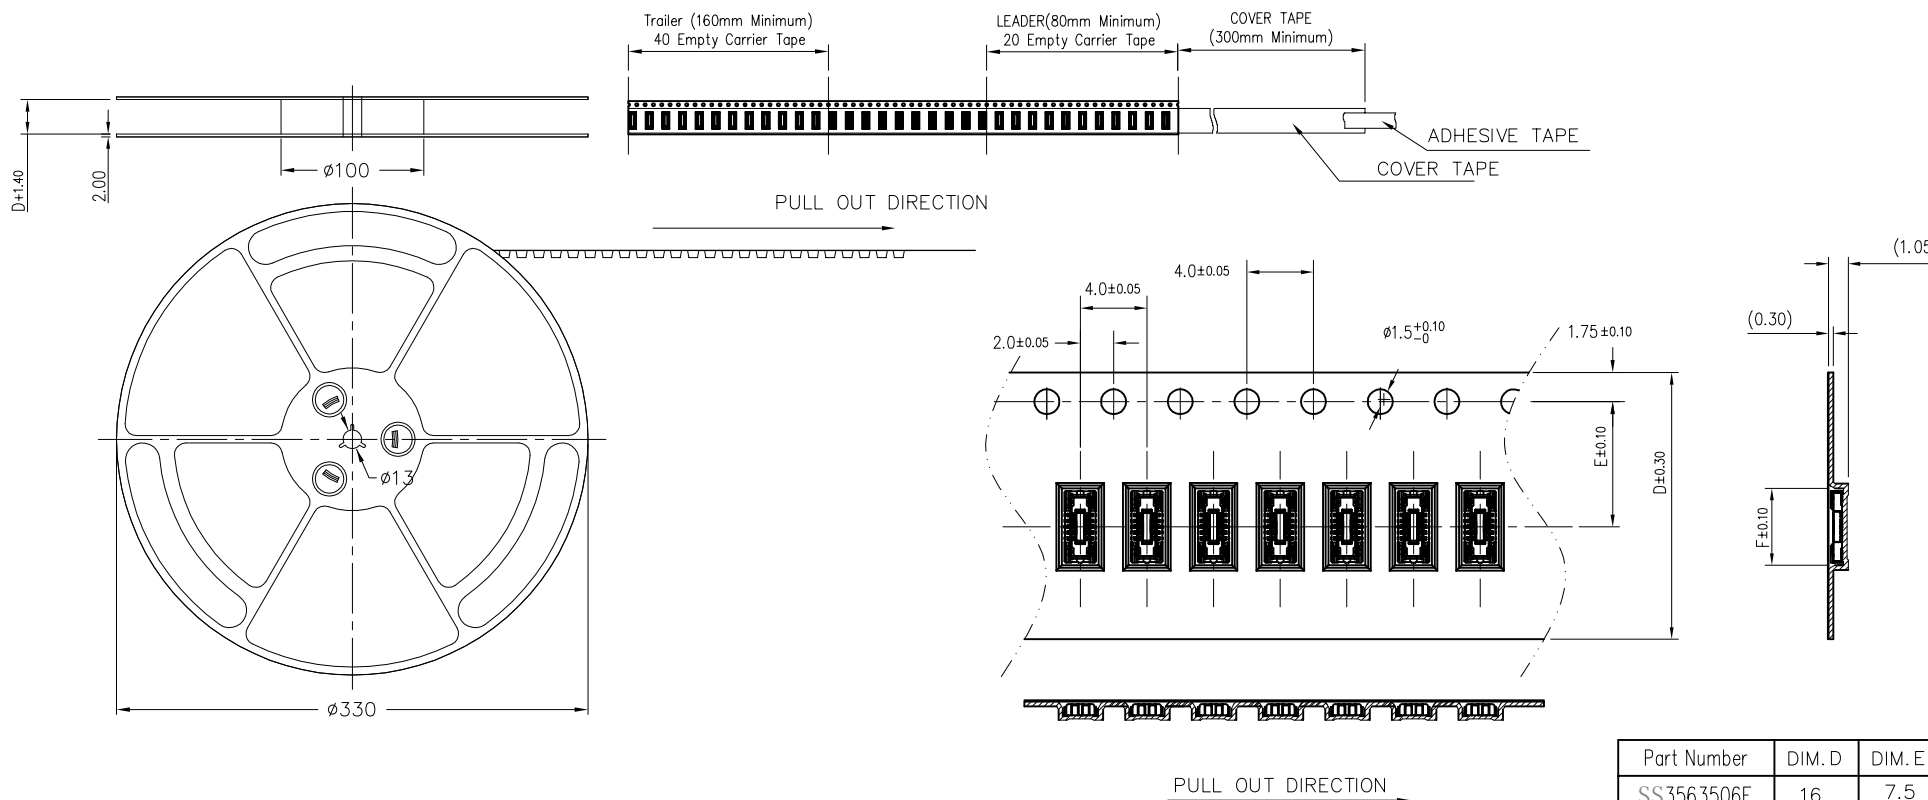 Trailer (160mm Minimum)
40 Empty Carrier Tape
LEADER(80mm Minimum)
20 Empty Carrier Tape
COVER TAPE
(300mm Minimum)
ADHESIVE TAPE
COVER TAPE
D±1.40
2.00
ø100
PULL OUT DIRECTION
4.0±0.05
4.0±0.05
2.0±0.05
ø1.5+0.10 -0
1.75±0.10
(1.05
(0.30)
E±0.10
D±0.30
F±0.10
ø13
ø330
PULL OUT DIRECTION
Part Number DIM.D DIM.E
16 7.5